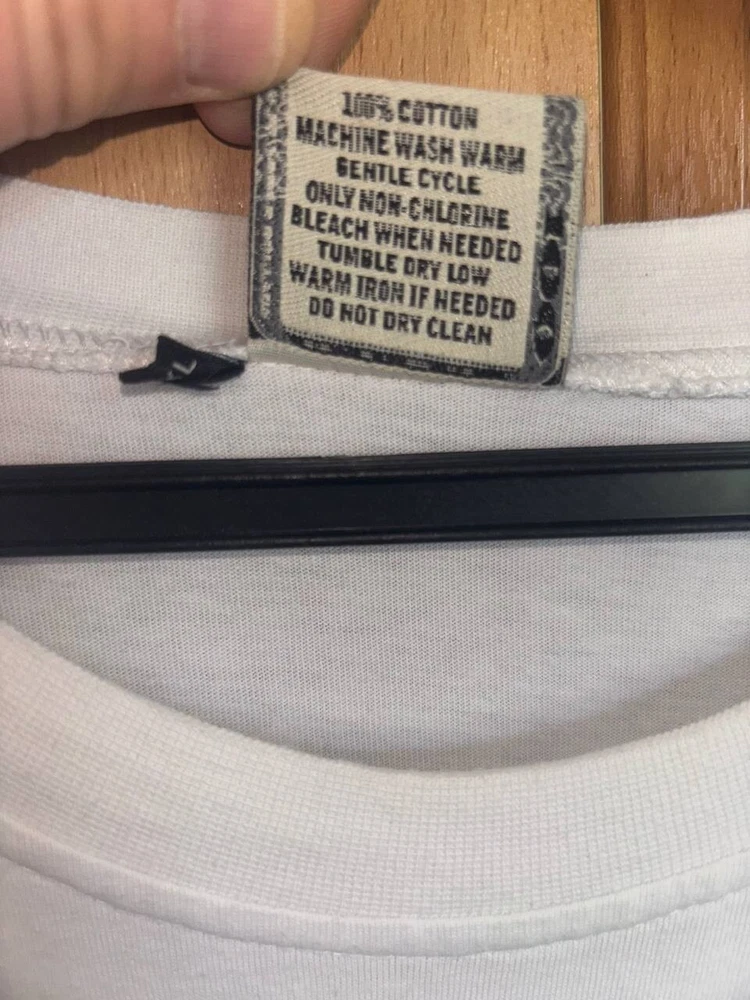 100% COTTON
MACHINE WASH WARM
GENTLE CYCLE
ONLY NON-CHLORINE
BLEACH WHEN NEEDED
TUMBLE DRY LOW
WARM IRON IF NEEDED
DO NOT DRY CLEAN